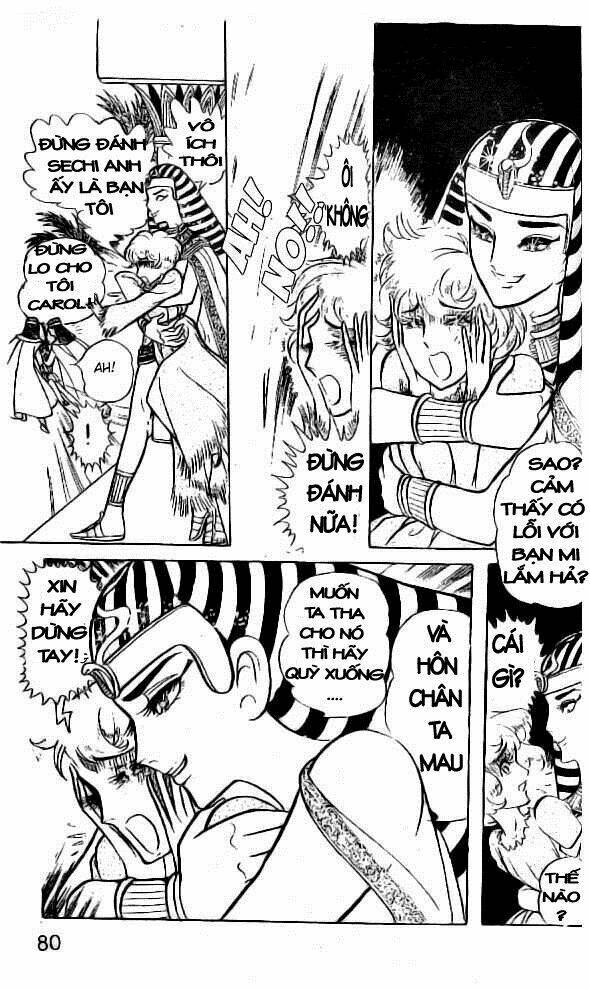 VÔ
ÍCH
THÔI
ĐỪNG ĐÁNH
SECHI ANH
ẤY LÀ BẠN
TÔI
ĐỪNG
LO CHO
TÔI
CAROL!
AH!
!
AH!
NO!!
Ôi
KHÔNG
ĐỪNG
ĐÁNH
NỮA!
SAO?
CẢM
THẤY CÓ
LỖI VỚI
BẠN MI
LẮM HẢ?
XIN
HÃY
DỪNG
TAY!
MUỐN
TA THA
CHO NÓ
THÌ HÃY
QUỲ XUỐNG
....
VÀ
HÔN
CHÂN
TA
MAU
CÁI
GÌ?
THẾ
NÀO
?
80